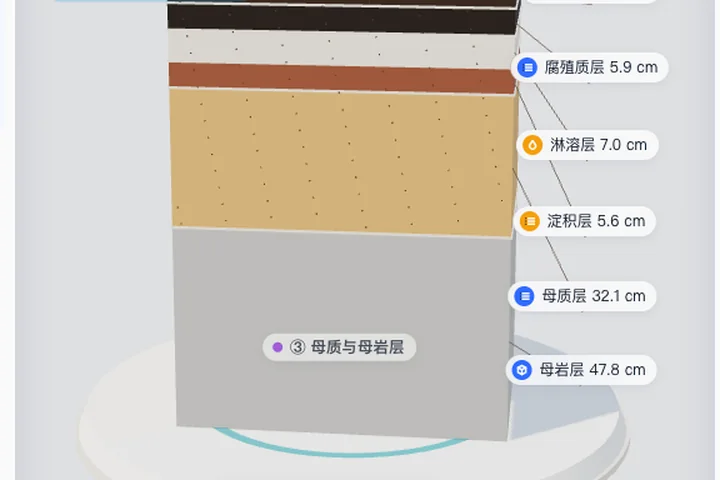 腐殖质层 5.9 cm
淋溶层 7.0 cm
淀积层 5.6 cm
母质层 32.1 cm
③ 母质与母岩层
母岩层 47.8 cm